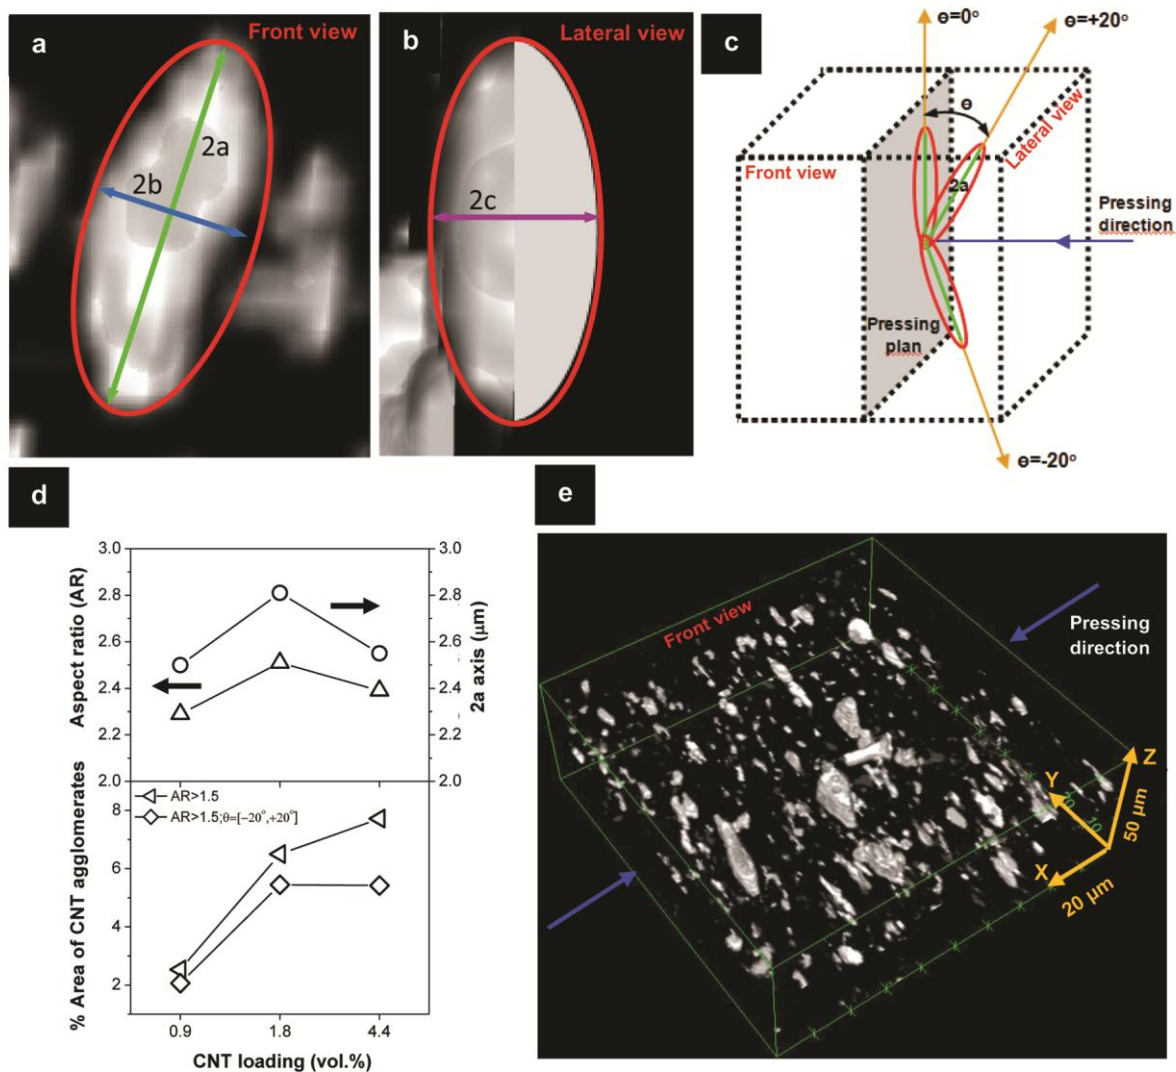 a
Front view
2a
2b
b
Lateral view
2c
c
ɵ=0°
ɵ=+20°
ɵ
Front view
Lateral view
2a
Pressing
direction
Pressing
plan
ɵ=-20°
d
Aspect ratio (AR)
3.0
2.8
2.6
2.4
2.2
2.0
3.0
2.8
2.6
2.4
2.2
2.0
2a axis (μm)
% Area of CNT agglomerates
8
6
4
2
AR>1.5
AR>1.5;θ=[−20°,+20°]
0.9
1.8
4.4
CNT loading (vol.%)
e
Front view
Pressing
direction
Z
Y
X
10
50 μm
20 μm